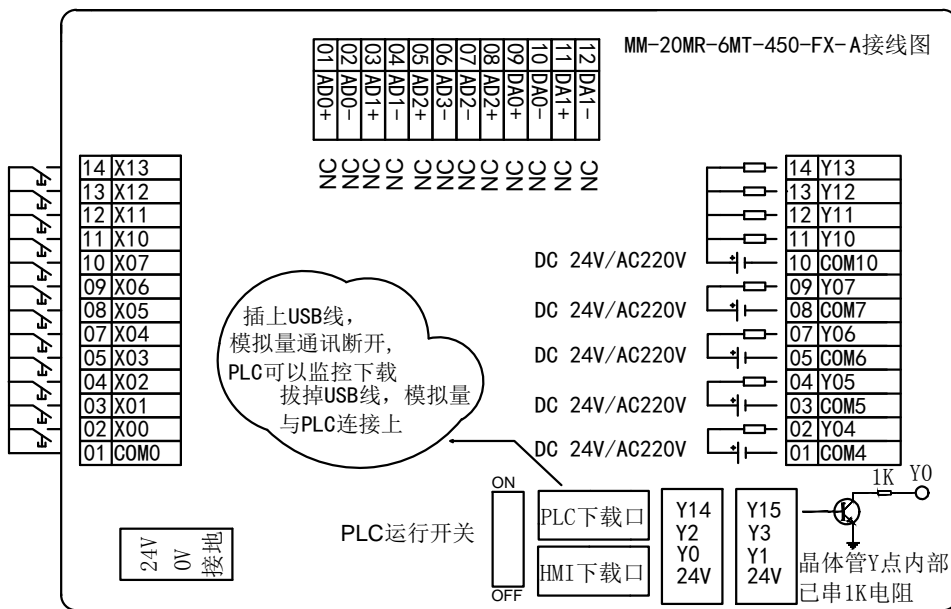 MM-20MR-6MT-450-FX-A接线图
01 AD0+
02 AD0-
03 AD1+
04 AD1-
05 AD2+
06 AD3-
07 AD2-
08 AD2+
09 DA0+
10 DA0-
11 DA1+
12 DA1-
NC NC NC NC NC NC NC NC NC NC NC NC
14 X13
13 X12
12 X11
11 X10
10 X07
09 X06
08 X05
07 X04
05 X03
04 X02
03 X01
02 X00
01 COM0
插上USB线，
模拟量通讯断开，
PLC可以监控下载
拔掉USB线，模拟量
与PLC连接上
DC 24V/AC220V
DC 24V/AC220V
DC 24V/AC220V
DC 24V/AC220V
DC 24V/AC220V
14 Y13
13 Y12
12 Y11
11 Y10
10 COM10
09 Y07
08 COM7
07 Y06
05 COM6
04 Y05
03 COM5
02 Y04
01 COM4
24V
0V
接地
PLC运行开关
ON
OFF
PLC下载口
HMI下载口
Y14
Y2
Y0
24V
Y15
Y3
Y1
24V
1K
Y0
晶体管Y点内部
已串1K电阻